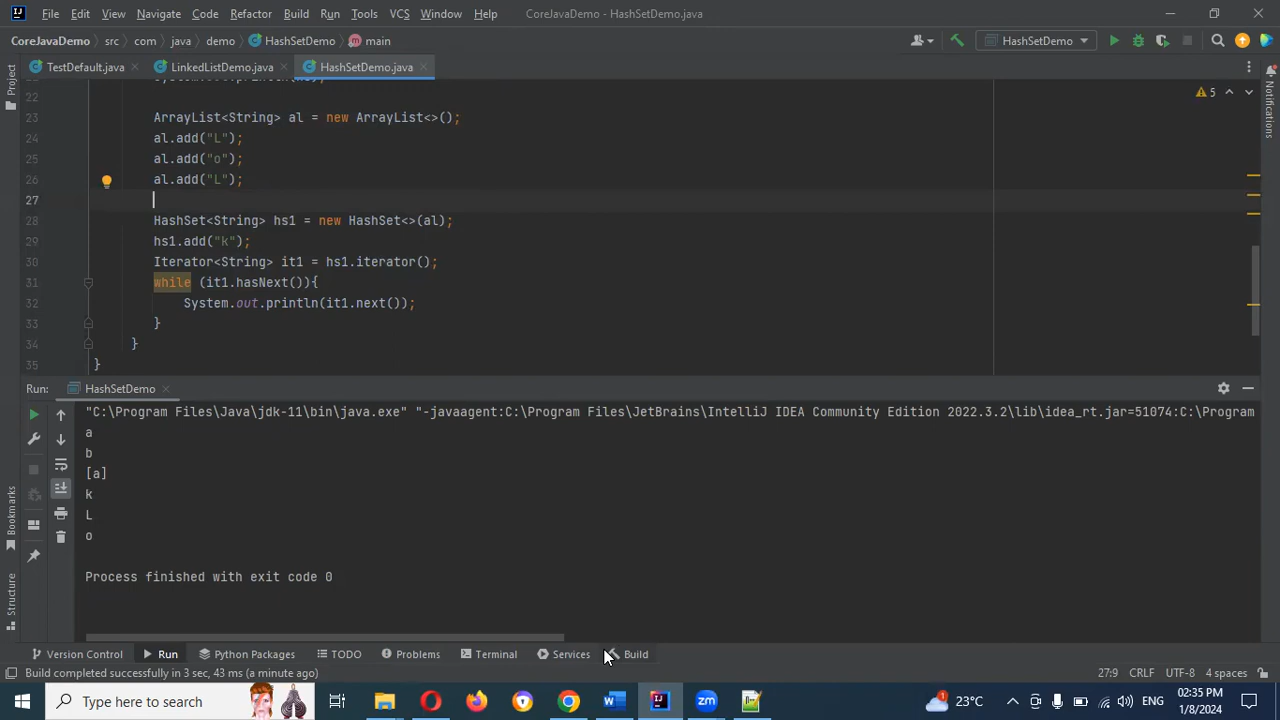 File Edit View Navigate Code Refactor Build Run Tools VCS Window Help CoreJavaDemo - HashSetDemo.java
CoreJavaDemo src com java demo HashSetDemo main HashSetDemo
TestDefault.java LinkedListDemo.java HashSetDemo.java
Project
Notifications
5
22
23 ArrayList<String> al = new ArrayList<>();
24 al.add("L");
25 al.add("o");
26 al.add("L");
27
28 HashSet<String> hs1 = new HashSet<>(al);
29 hs1.add("k");
30 Iterator<String> it1 = hs1.iterator();
31 while (it1.hasNext()){
32 System.out.println(it1.next());
33 }
34 }
35 }
Run: HashSetDemo
"C:\Program Files\Java\jdk-11\bin\java.exe" "-javaagent:C:\Program Files\JetBrains\IntelliJ IDEA Community Edition 2022.3.2\lib\idea_rt.jar=51074:C:\Program
a
b
[a]
k
L
o
Process finished with exit code 0
Bookmarks
Structure
Version Control Run Python Packages TODO Problems Terminal Services Build
Build completed successfully in 3 sec, 43 ms (a minute ago) 27:9 CRLF UTF-8 4 spaces
Type here to search 23°C ENG 02:35 PM
1/8/2024